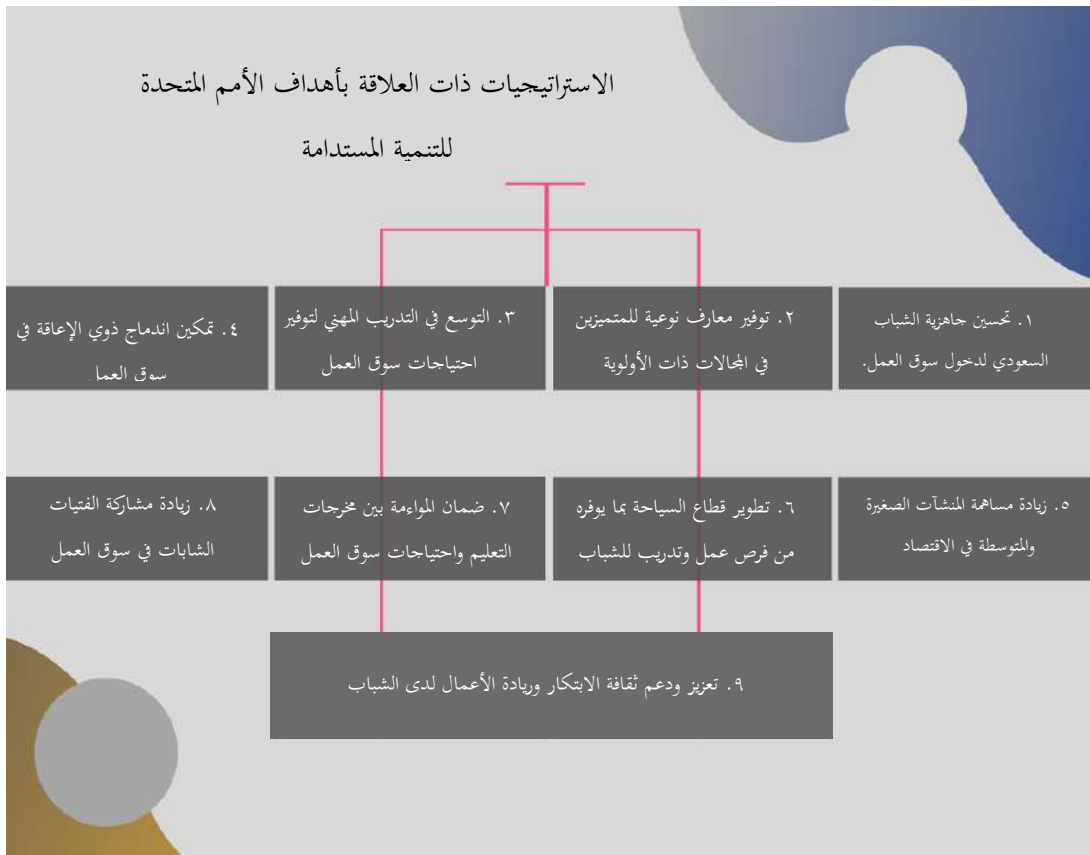 الاستراتيجيات ذات العلاقة بأهداف الأمم المتحدة
للتنمية المستدامة
١. تحسين جاهزية الشباب
السعودي لدخول سوق العمل.
٢. توفير معارف نوعية للمتميزين
في المجالات ذات الأولوية
٣. التوسع في التدريب المهني لتوفير
احتياجات سوق العمل
٤. تمكين اندماج ذوي الإعاقة في
سوق العمل
٥. زيادة مساهمة المنشآت الصغيرة
والمتوسطة في الاقتصاد
٦. تطوير قطاع السياحة بما يوفره
من فرص عمل وتدريب للشباب
٧. ضمان المواءمة بين مخرجات
التعليم واحتياجات سوق العمل
٨. زيادة مشاركة الفتيات
الشابات في سوق العمل
٩. تعزيز ودعم ثقافة الابتكار وريادة الأعمال لدى الشباب